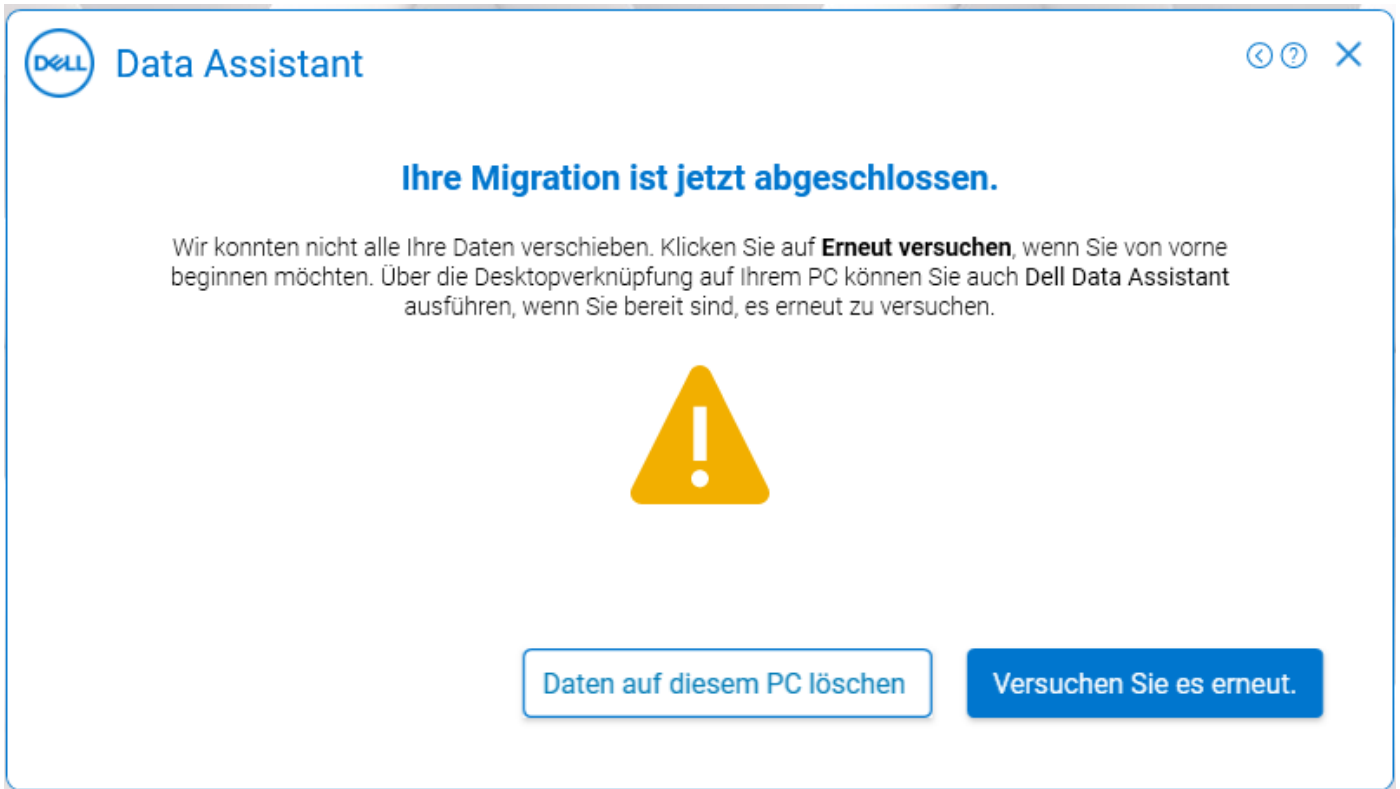 DELL Data Assistant
Ihre Migration ist jetzt abgeschlossen.
Wir konnten nicht alle Ihre Daten verschieben. Klicken Sie auf Erneut versuchen, wenn Sie von vorne
beginnen möchten. Über die Desktopverknüpfung auf Ihrem PC können Sie auch Dell Data Assistant
ausführen, wenn Sie bereit sind, es erneut zu versuchen.
Daten auf diesem PC löschen
Versuchen Sie es erneut.